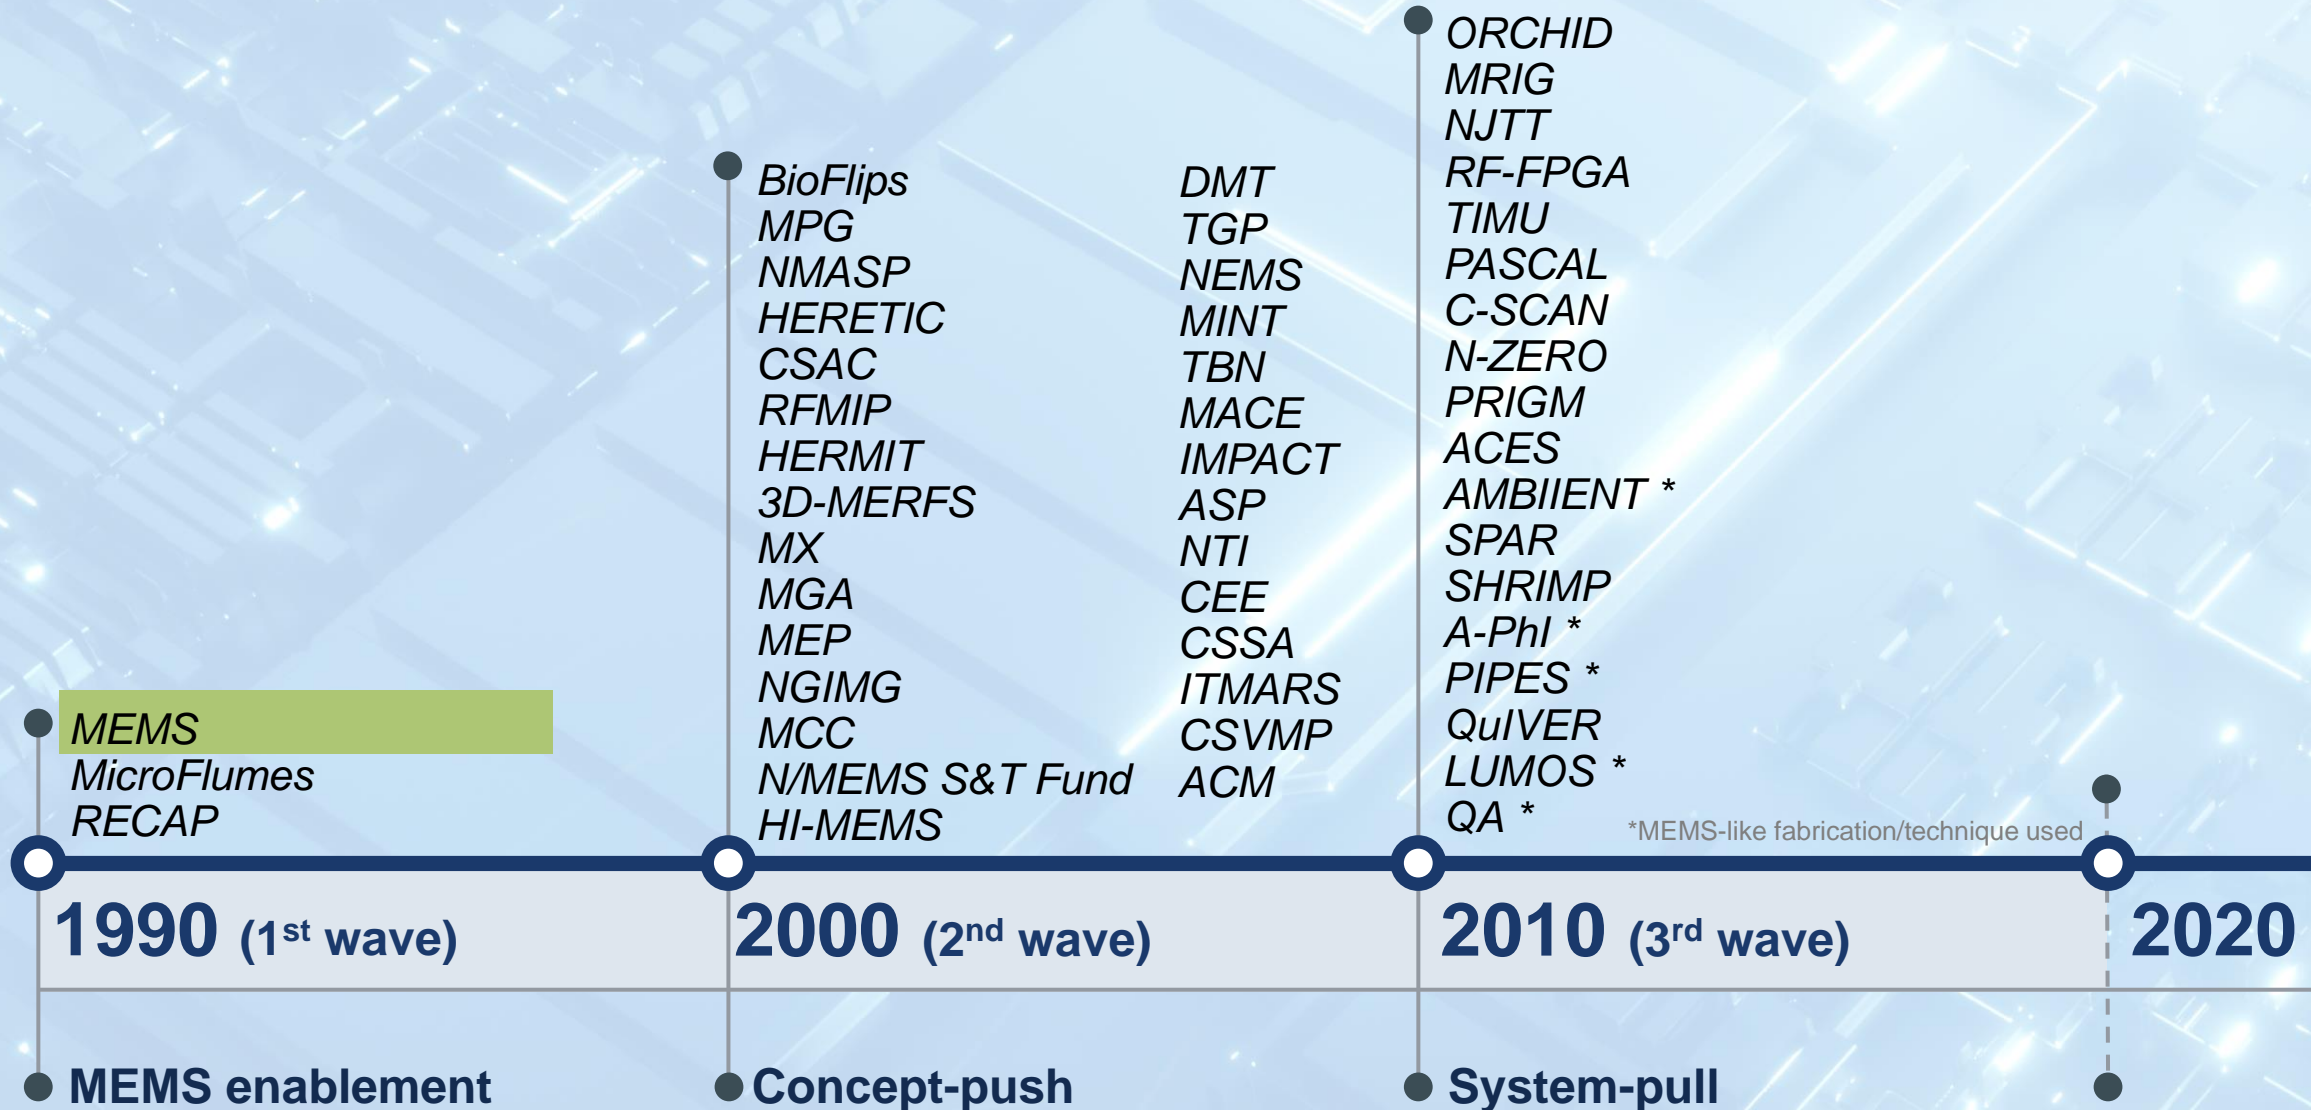 MEMS
MicroFlumes
RECAP
BioFlips
MPG
NMASP
HERETIC
CSAC
RFMIP
HERMIT
3D-MERFS
MX
MGA
MEP
NGIMG
MCC
N/MEMS S&T Fund
HI-MEMS
DMT
TGP
NEMS
MINT
TBN
MACE
IMPACT
ASP
NTI
CEE
CSSA
ITMARS
CSVMP
ACM
ORCHID
MRIG
NJTT
RF-FPGA
TIMU
PASCAL
C-SCAN
N-ZERO
PRIGM
ACES
AMBIIENT *
SPAR
SHRIMP
A-PhI *
PIPES *
QuIVER
LUMOS *
QA *
*MEMS-like fabrication/technique used
1990 (1st wave)
2000 (2nd wave)
2010 (3rd wave)
2020
MEMS enablement
Concept-push
System-pull